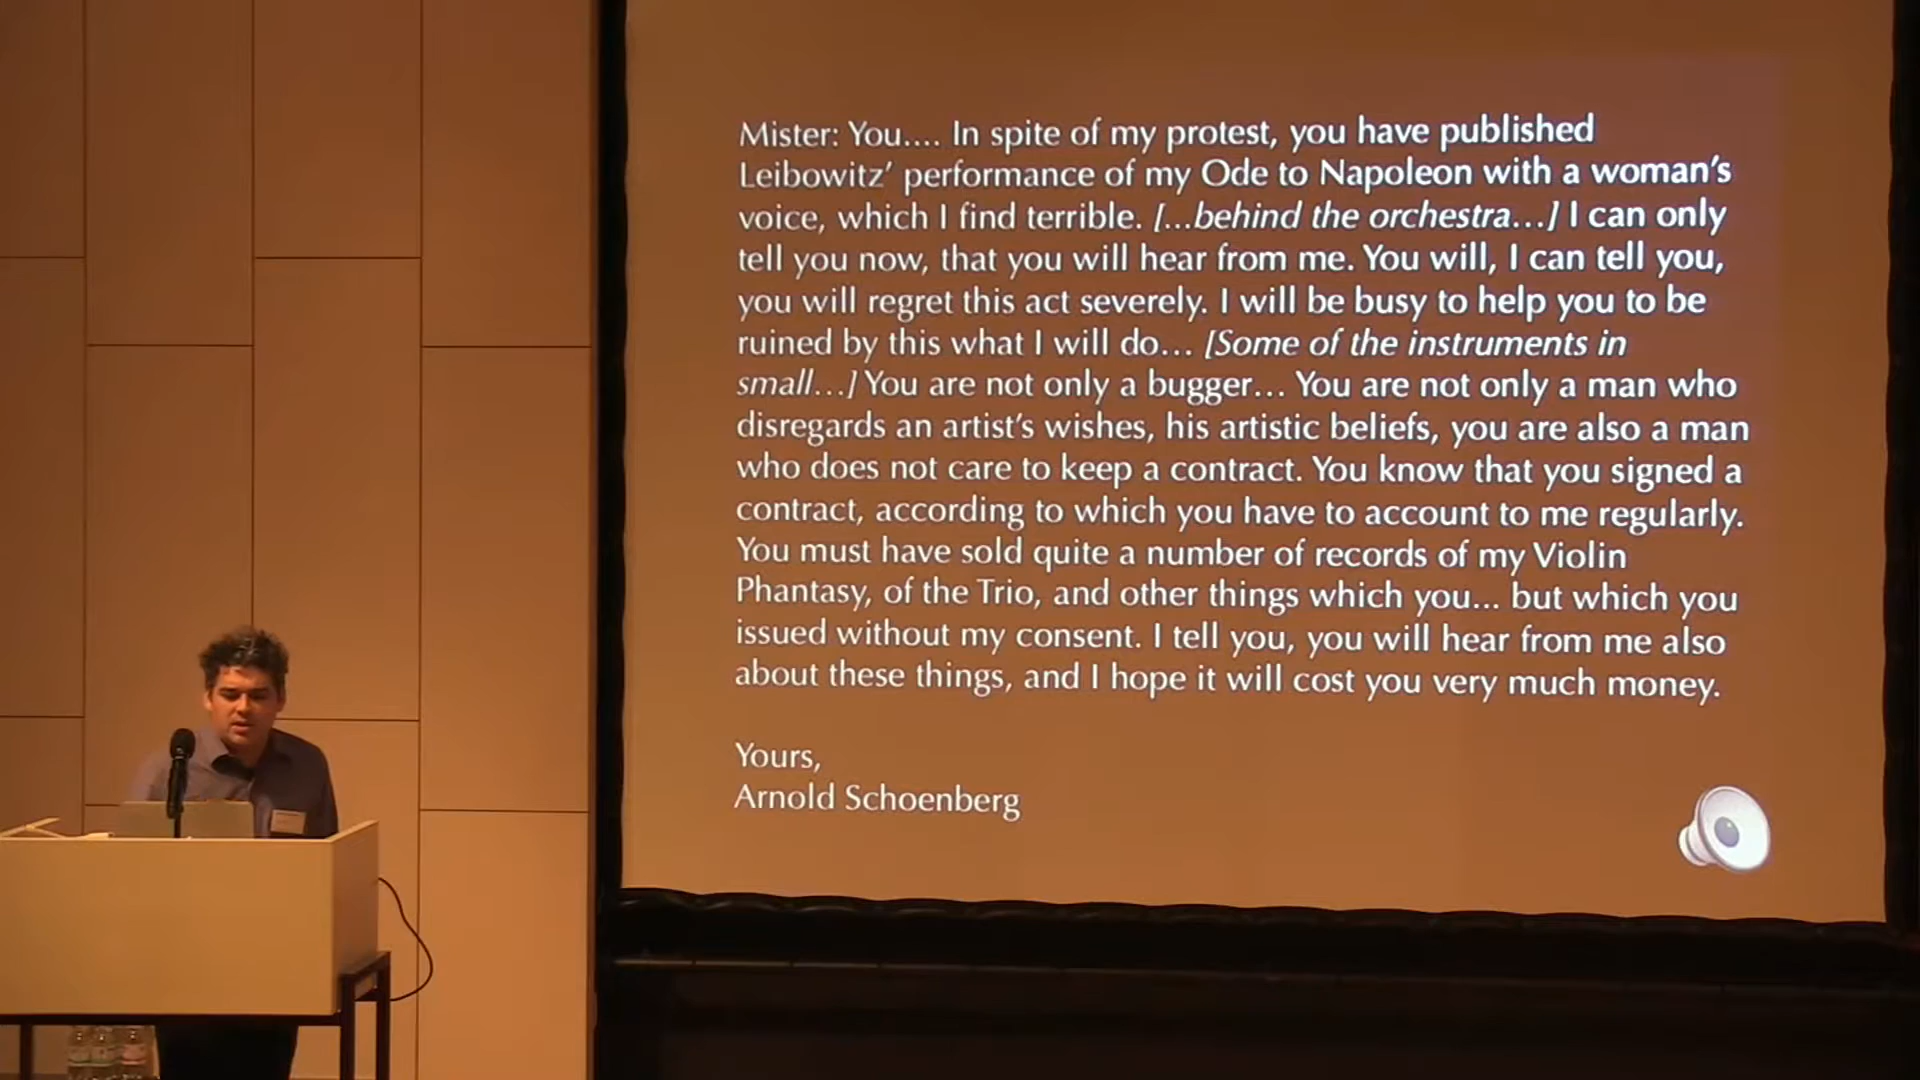 Mister: You.... In spite of my protest, you have published
Leibowitz’ performance of my Ode to Napoleon with a woman’s
voice, which I find terrible. [...behind the orchestra...] I can only
tell you now, that you will hear from me. You will, I can tell you,
you will regret this act severely. I will be busy to help you to be
ruined by this what I will do... [Some of the instruments in
small...] You are not only a bugger... You are not only a man who
disregards an artist’s wishes, his artistic beliefs, you are also a man
who does not care to keep a contract. You know that you signed a
contract, according to which you have to account to me regularly.
You must have sold quite a number of records of my Violin
Phantasy, of the Trio, and other things which you... but which you
issued without my consent. I tell you, you will hear from me also
about these things, and I hope it will cost you very much money.
Yours,
Arnold Schoenberg